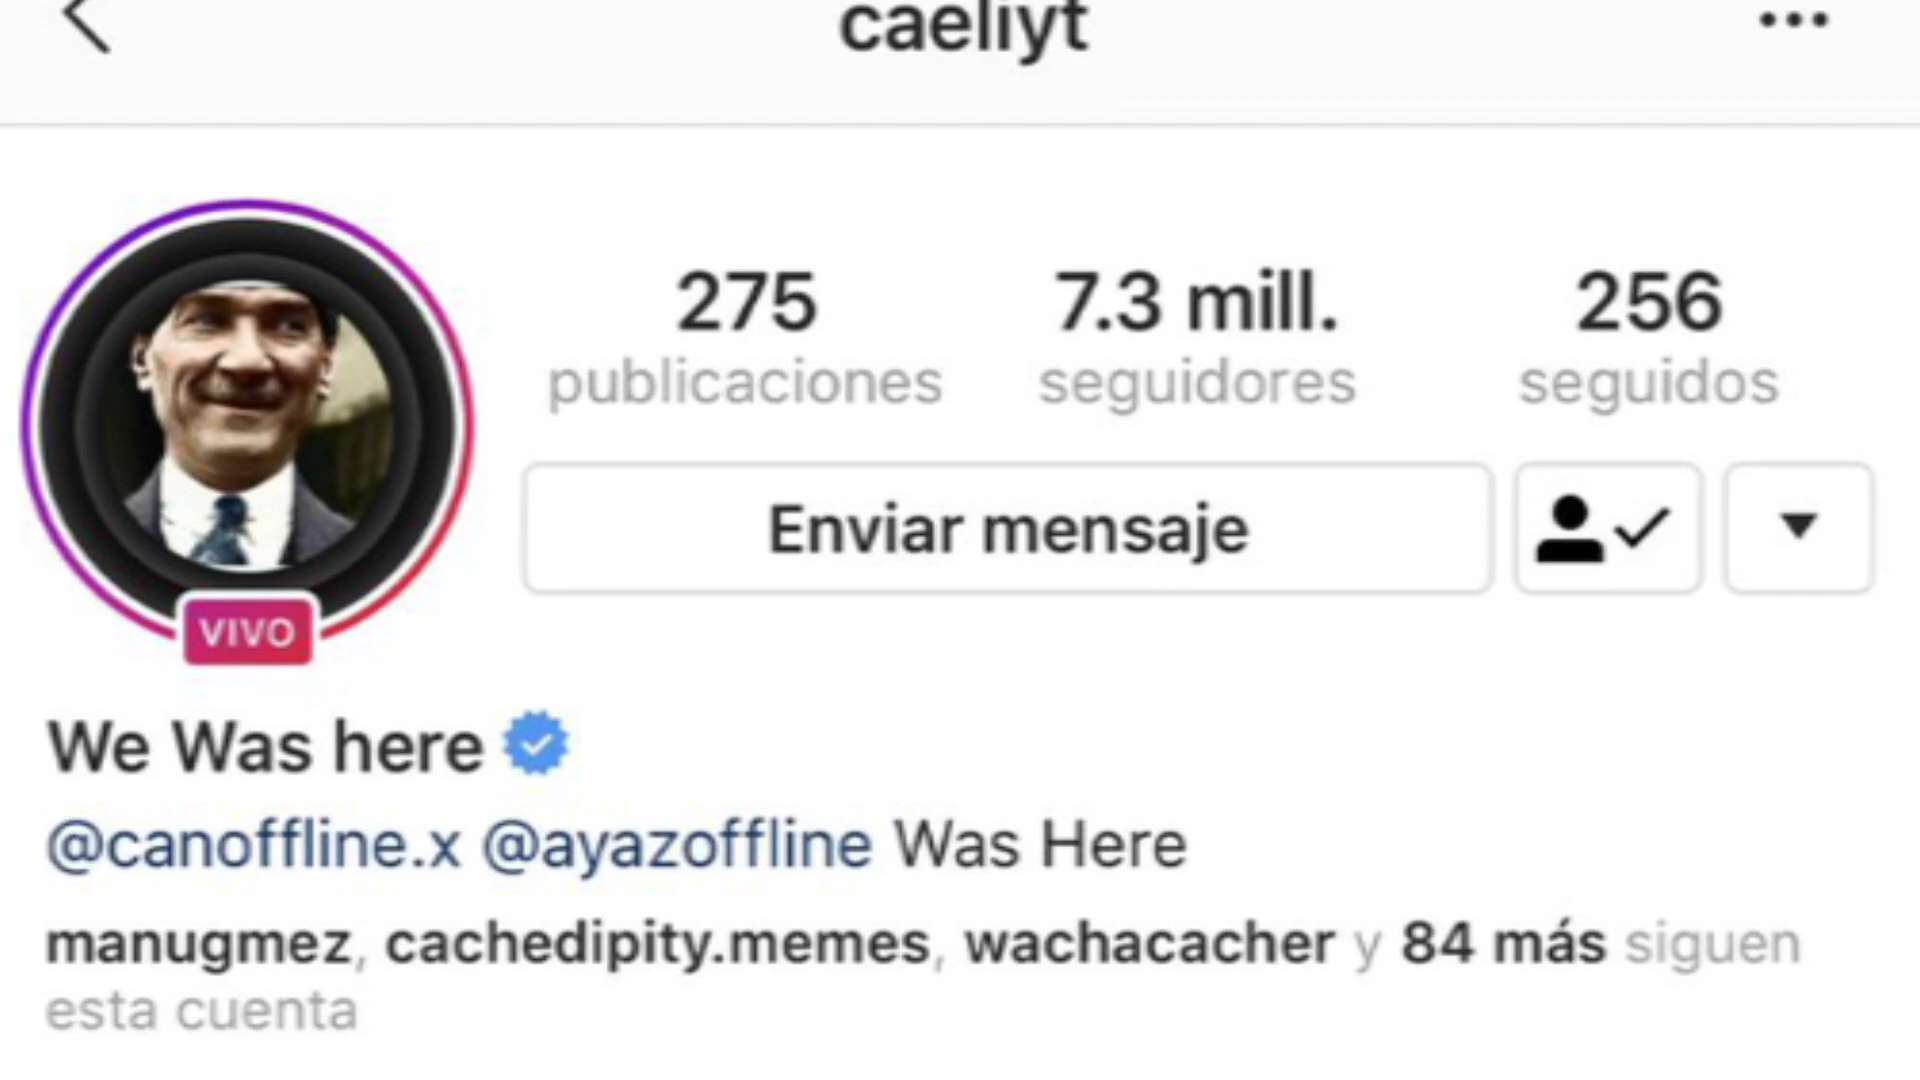 caeliyt
275 7.3 mill. 256
publicaciones seguidores seguidos
Enviar mensaje
VIVO
We Was here
@canoffline.x @ayazoffline Was Here
manugmez, cachedipity.memes, wachacacher y 84 más siguen
esta cuenta